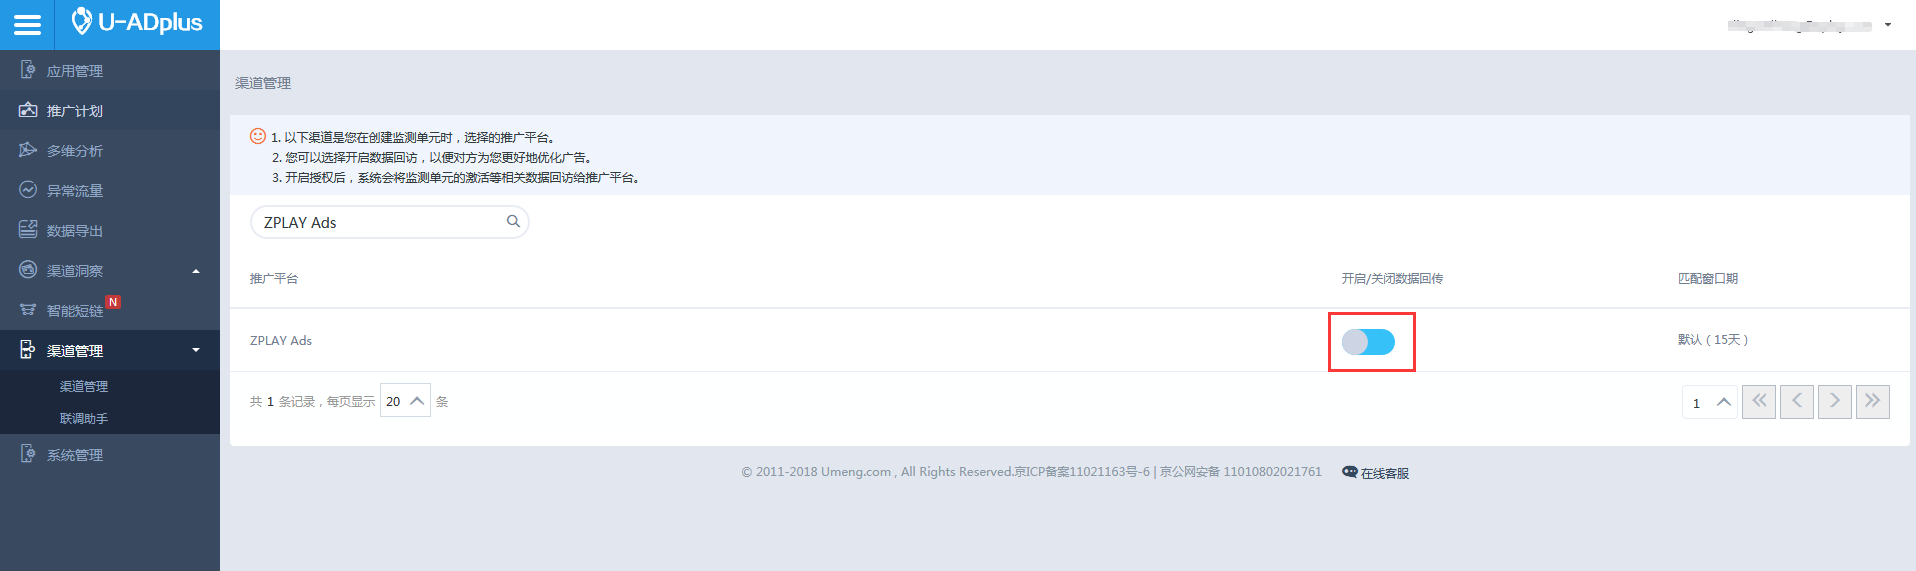 U-ADplus
应用管理
推广计划
多维分析
异常流量
数据导出
渠道洞察
智能短链 N
渠道管理
渠道管理
联调助手
系统管理
渠道管理
1. 以下渠道是您在创建监测单元时，选择的推广平台。
2. 您可以选择开启数据回访，以便对方为您更好地优化广告。
3. 开启授权后，系统会将监测单元的激活等相关数据回访给推广平台。
ZPLAY Ads
推广平台 开启/关闭数据回传 匹配窗口期
ZPLAY Ads 默认（15天）
共 1 条记录，每页显示 20 条 1
© 2011-2018 Umeng.com , All Rights Reserved.京ICP备案11021163号-6 | 京公网安备 11010802021761 在线客服